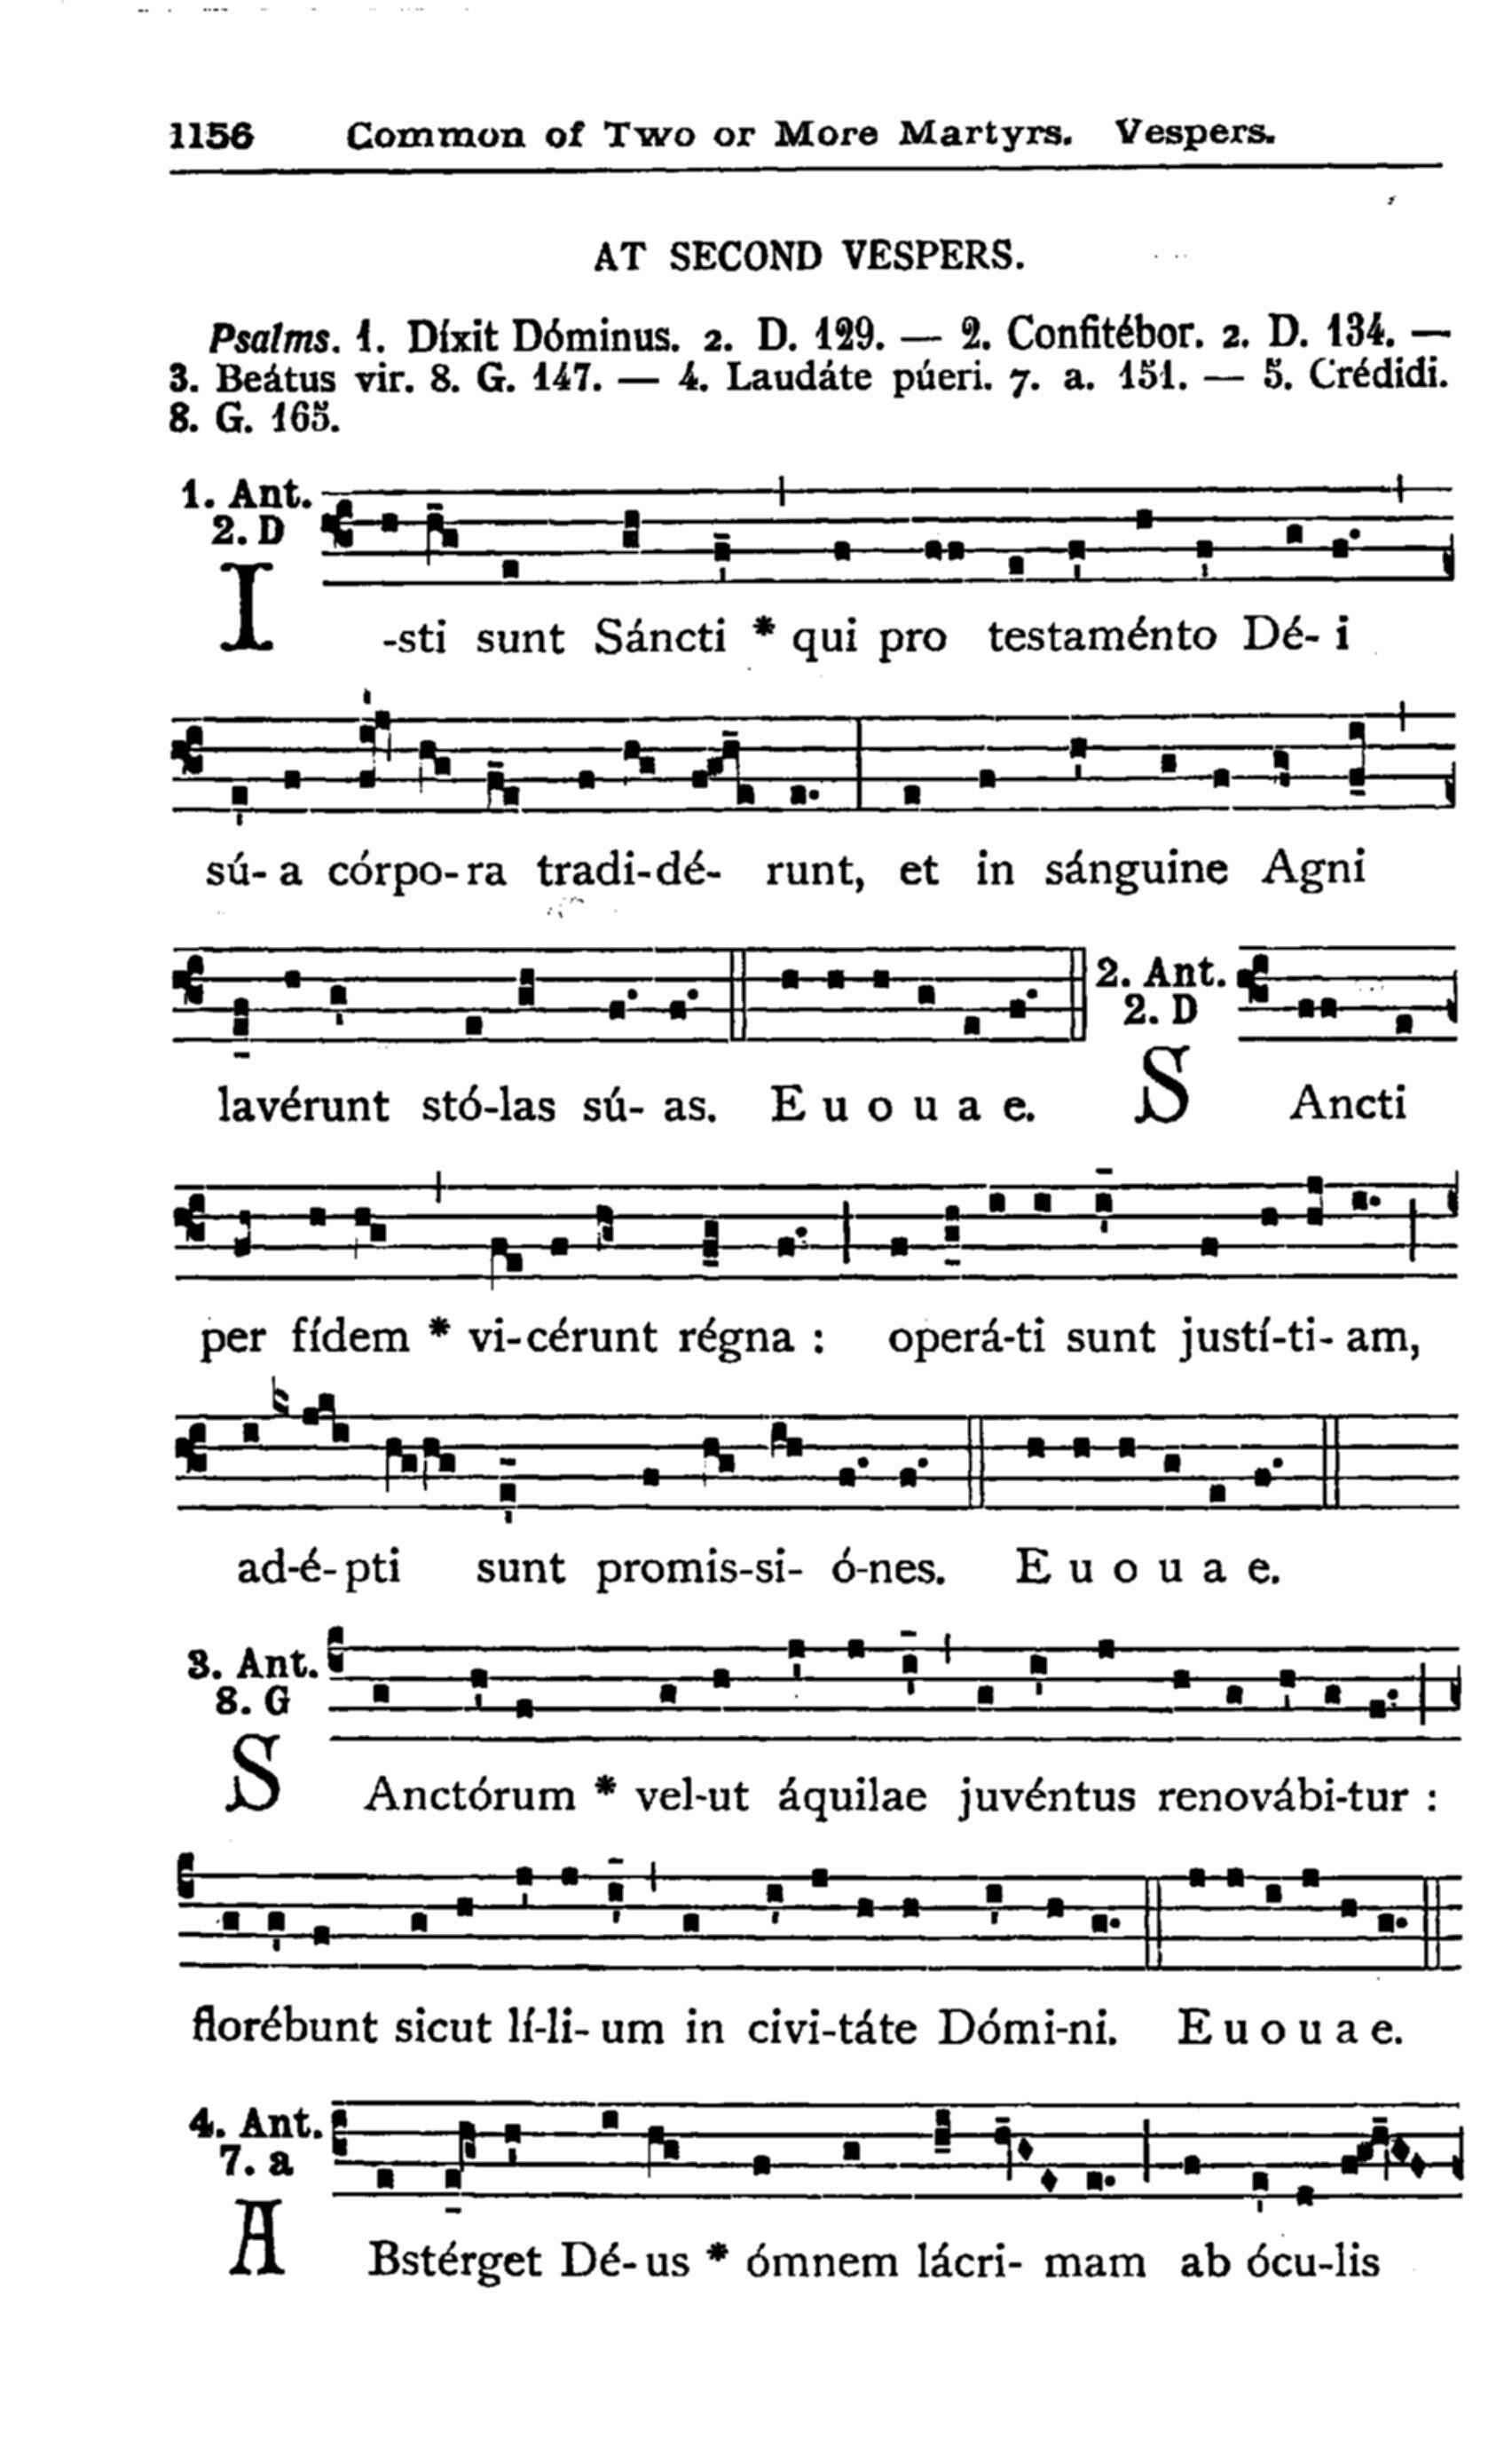 1156 Common of Two or More Martyrs. Vespers.
AT SECOND VESPERS.
Psalms. 1. Díxit Dóminus. 2. D. 129. — 2. Confitébor. 2. D. 134. —
3. Beátus vir. 8. G. 147. — 4. Laudáte púeri. 7. a. 151. — 5. Crédidi.
8. G. 165.
1. Ant.
2. D
I -sti sunt Sáncti * qui pro testaménto Dé- i
sú- a córpo- ra tradi-dé- runt, et in sánguine Agni
2. Ant.
2. D
lavérunt stó-las sú- as. E u o u a e. S Ancti
per fídem * vi-cérunt régna : operá-ti sunt justí-ti- am,
ad-é- pti sunt promis-si- ó-nes. E u o u a e.
3. Ant.
8. G
S Anctórum * vel-ut áquilae juvéntus renovábi-tur :
florébunt sicut lí-li- um in civi-táte Dómi-ni. E u o u a e.
4. Ant.
7. a
A Bstérget Dé- us * ómnem lácri- mam ab ócu-lis